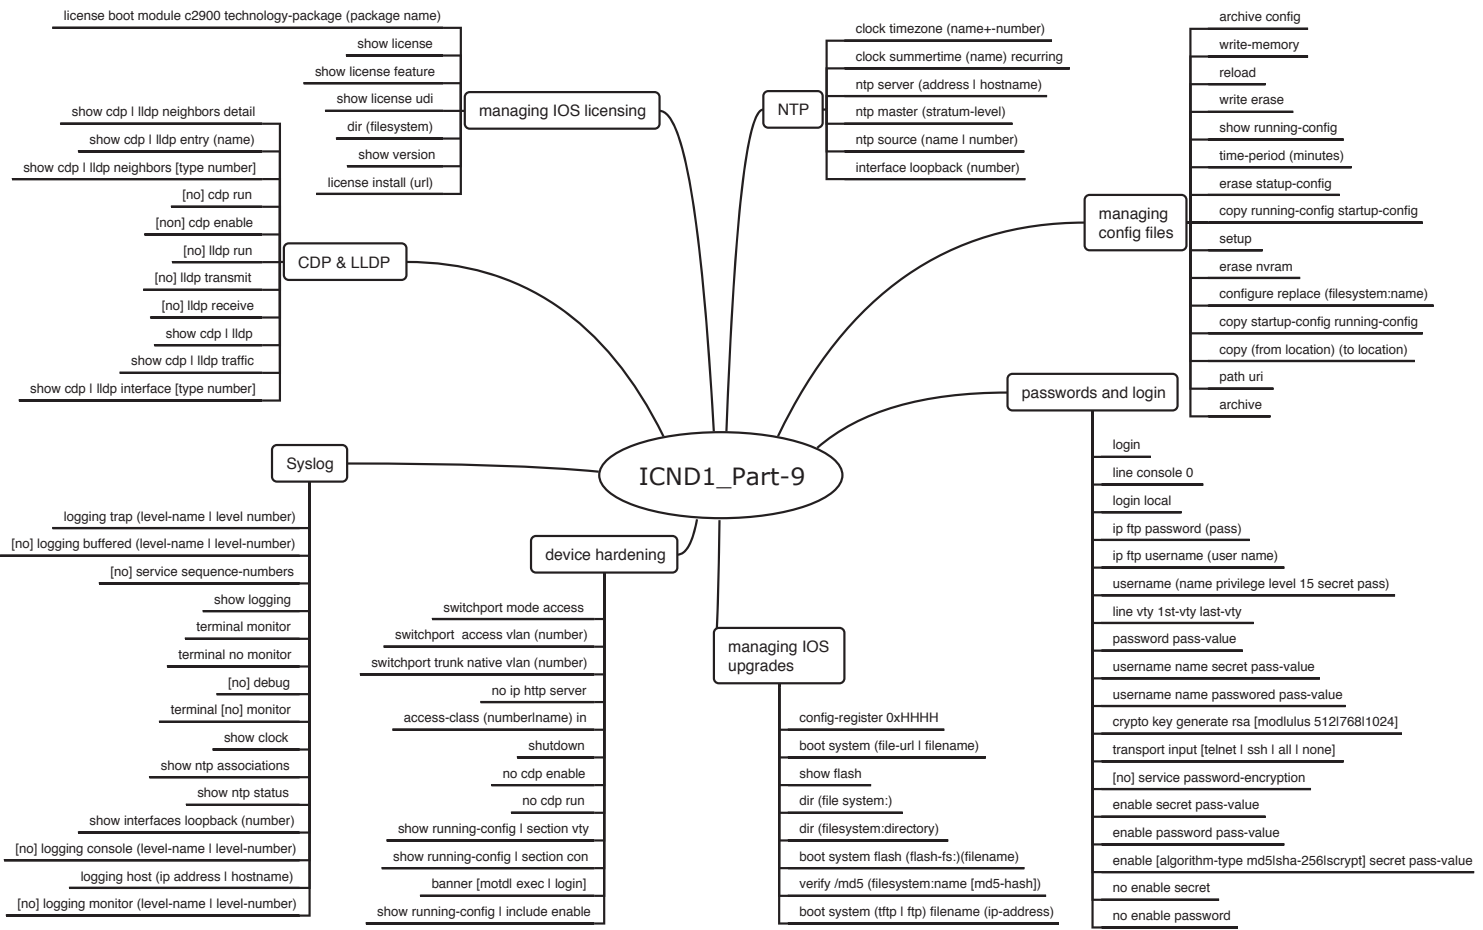 license boot module c2900 technology-package (package name)
show license
show license feature
show license udi
dir (filesystem)
show version
license install (url)
managing IOS licensing
show cdp | lldp neighbors detail
show cdp | lldp entry (name)
show cdp | lldp neighbors [type number]
[no] cdp run
[non] cdp enable
[no] lldp run
[no] lldp transmit
[no] lldp receive
show cdp | lldp
show cdp | lldp traffic
show cdp | lldp interface [type number]
CDP & LLDP
NTP
clock timezone (name+-number)
clock summertime (name) recurring
ntp server (address | hostname)
ntp master (stratum-level)
ntp source (name | number)
interface loopback (number)
managing
config files
archive config
write-memory
reload
write erase
show running-config
time-period (minutes)
erase statup-config
copy running-config startup-config
setup
erase nvram
configure replace (filesystem:name)
copy startup-config running-config
copy (from location) (to location)
path uri
archive
ICND1_Part-9
Syslog
logging trap (level-name | level number)
[no] logging buffered (level-name | level-number)
[no] service sequence-numbers
show logging
terminal monitor
terminal no monitor
[no] debug
terminal [no] monitor
show clock
show ntp associations
show ntp status
show interfaces loopback (number)
[no] logging console (level-name | level-number)
logging host (ip address | hostname)
[no] logging monitor (level-name | level-number)
device hardening
switchport mode access
switchport access vlan (number)
switchport trunk native vlan (number)
no ip http server
access-class (number|name) in
shutdown
no cdp enable
no cdp run
show running-config | section vty
show running-config | section con
banner [motd| exec | login]
show running-config | include enable
managing IOS
upgrades
config-register 0xHHHH
boot system (file-url | filename)
show flash
dir (file system:)
dir (filesystem:directory)
boot system flash (flash-fs:)(filename)
verify /md5 (filesystem:name [md5-hash])
boot system (tftp | ftp) filename (ip-address)
passwords and login
login
line console 0
login local
ip ftp password (pass)
ip ftp username (user name)
username (name privilege level 15 secret pass)
line vty 1st-vty last-vty
password pass-value
username name secret pass-value
username name passwored pass-value
crypto key generate rsa [modlulus 512|768|1024]
transport input [telnet | ssh | all | none]
[no] service password-encryption
enable secret pass-value
enable password pass-value
enable [algorithm-type md5|sha-256|scrypt] secret pass-value
no enable secret
no enable password